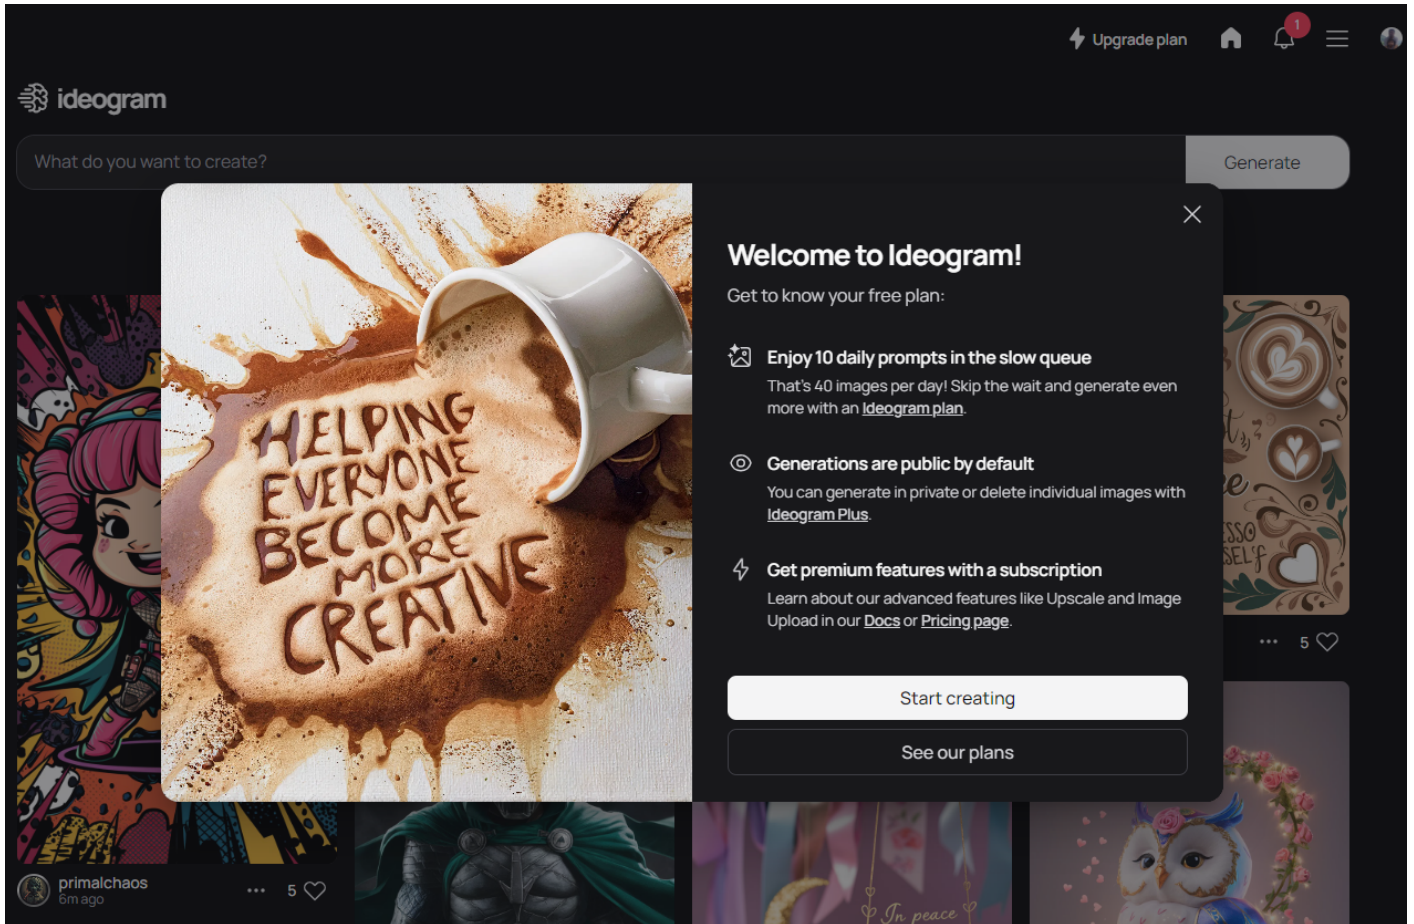 Upgrade plan
1
ideogram
What do you want to create?
Generate
HELPING
EVERYONE
BECOME
MORE
CREATIVE
Welcome to Ideogram!
Get to know your free plan:
Enjoy 10 daily prompts in the slow queue
That's 40 images per day! Skip the wait and generate even
more with an Ideogram plan.
Generations are public by default
You can generate in private or delete individual images with
Ideogram Plus.
Get premium features with a subscription
Learn about our advanced features like Upscale and Image
Upload in our Docs or Pricing page.
Start creating
See our plans
5
primalchaos
6m ago
5
In peace